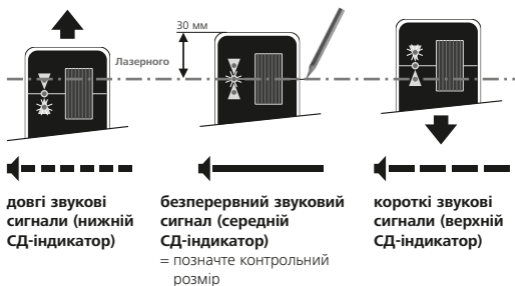 30 мм
Лазерного
довгі звукові
сигнали (нижній
СД-індикатор)
безперервний звуковий
сигнал (середній
СД-індикатор)
= позначте контрольний
розмір
короткі звукові
сигнали (верхній
СД-індикатор)